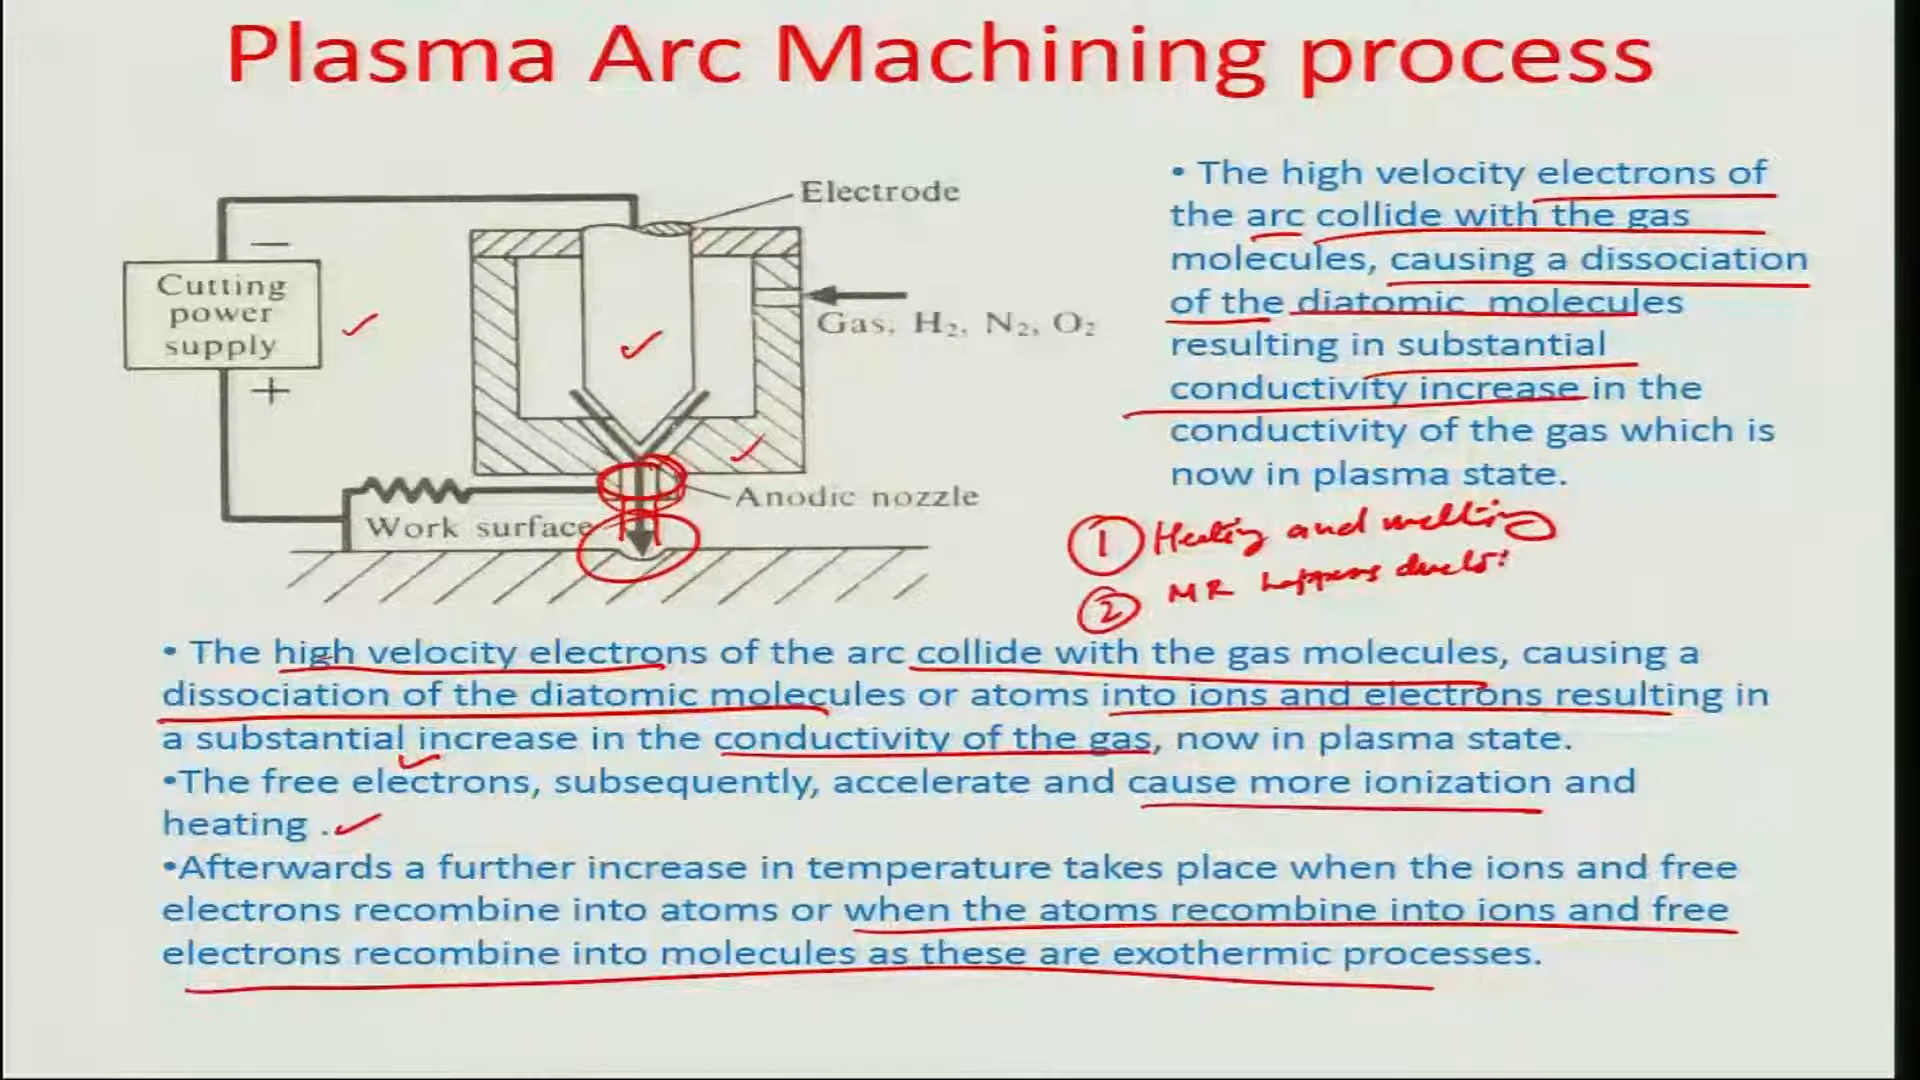 Plasma Arc Machining process
Electrode
—
Cutting
power
supply
+
Gas, H₂, N₂, O₂
Anodic nozzle
Work surface
• The high velocity electrons of
the arc collide with the gas
molecules, causing a dissociation
of the diatomic molecules
resulting in substantial
conductivity increase in the
conductivity of the gas which is
now in plasma state.
1 Heating and melting
2 MR happens
• The high velocity electrons of the arc collide with the gas molecules, causing a
dissociation of the diatomic molecules or atoms into ions and electrons resulting in
a substantial increase in the conductivity of the gas, now in plasma state.
•The free electrons, subsequently, accelerate and cause more ionization and
heating .
•Afterwards a further increase in temperature takes place when the ions and free
electrons recombine into atoms or when the atoms recombine into ions and free
electrons recombine into molecules as these are exothermic processes.